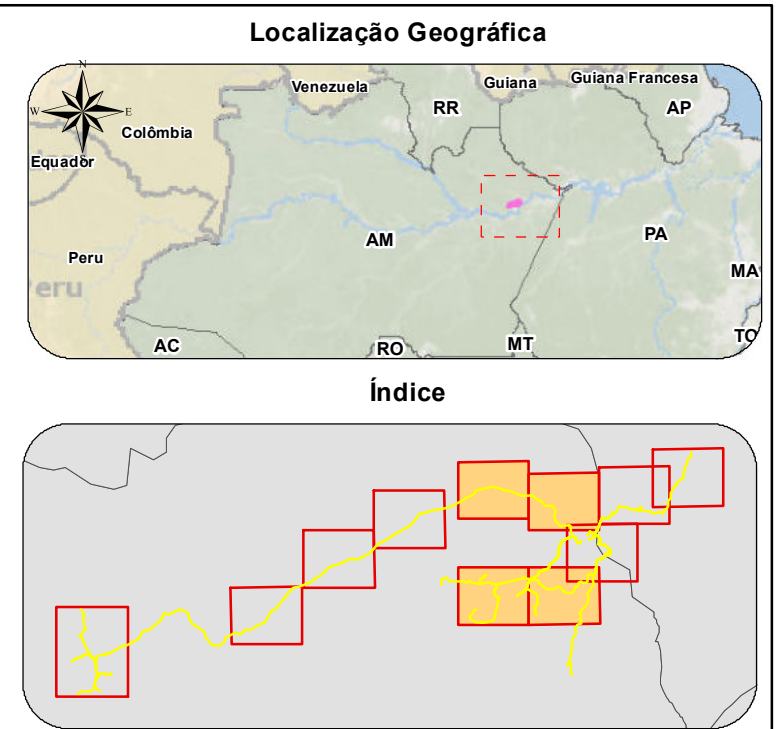 Localização Geográfica
N
W
E
S
Venezuela
Guiana
Guiana Francesa
RR
AP
Colômbia
Equador
AM
PA
Peru
eru
MA
AC
RO
MT
TO
Índice